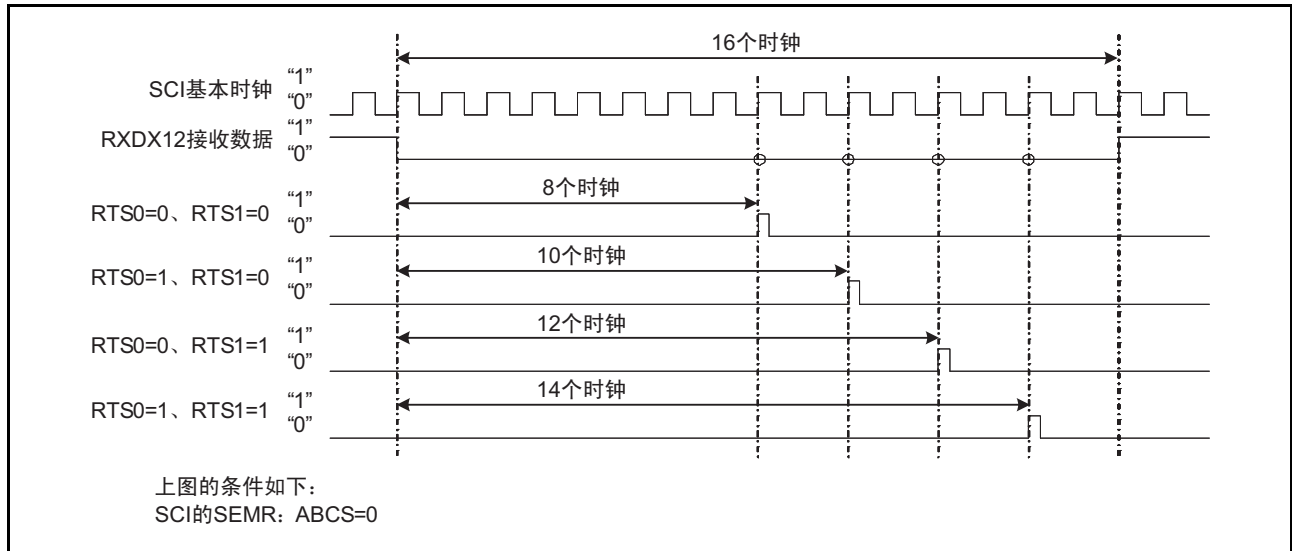 16个时钟
SCI基本时钟 “1”
“0”
RXDX12接收数据 “1”
“0”
8个时钟
RTS0=0、RTS1=0 “1”
“0”
10个时钟
RTS0=1、RTS1=0 “1”
“0”
12个时钟
RTS0=0、RTS1=1 “1”
“0”
14个时钟
RTS0=1、RTS1=1 “1”
“0”
上图的条件如下：
SCI的SEMR：ABCS=0